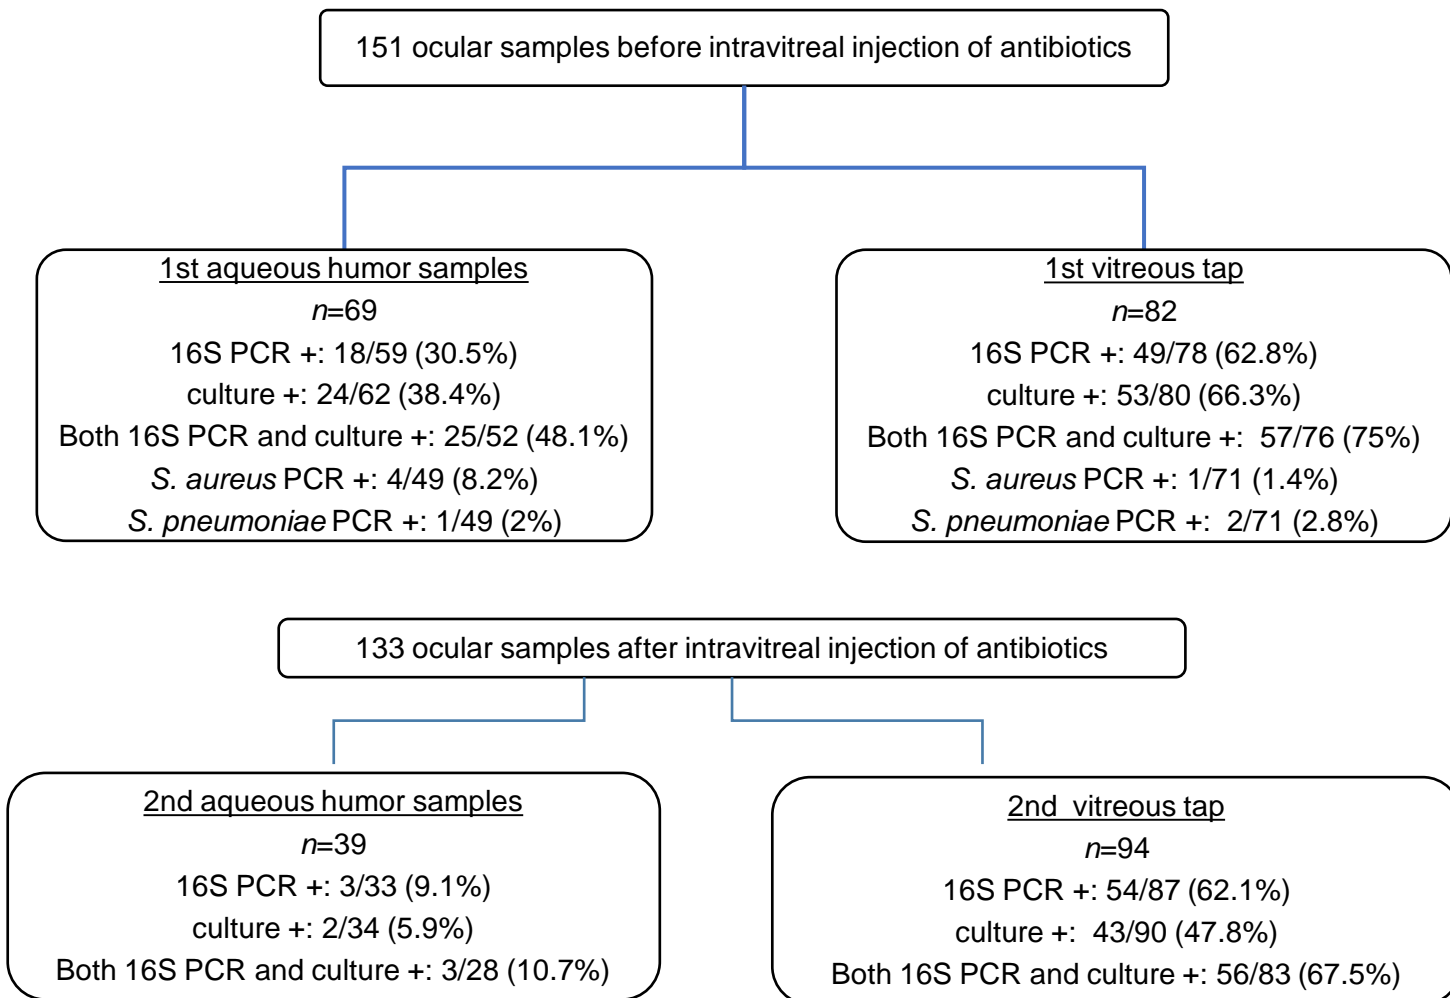 151 ocular samples before intravitreal injection of antibiotics
1st aqueous humor samples
n=69
16S PCR +: 18/59 (30.5%)
culture +: 24/62 (38.4%)
Both 16S PCR and culture +: 25/52 (48.1%)
S. aureus PCR +: 4/49 (8.2%)
S. pneumoniae PCR +: 1/49 (2%)
1st vitreous tap
n=82
16S PCR +: 49/78 (62.8%)
culture +: 53/80 (66.3%)
Both 16S PCR and culture +: 57/76 (75%)
S. aureus PCR +: 1/71 (1.4%)
S. pneumoniae PCR +: 2/71 (2.8%)
133 ocular samples after intravitreal injection of antibiotics
2nd aqueous humor samples
n=39
16S PCR +: 3/33 (9.1%)
culture +: 2/34 (5.9%)
Both 16S PCR and culture +: 3/28 (10.7%)
2nd vitreous tap
n=94
16S PCR +: 54/87 (62.1%)
culture +: 43/90 (47.8%)
Both 16S PCR and culture +: 56/83 (67.5%)